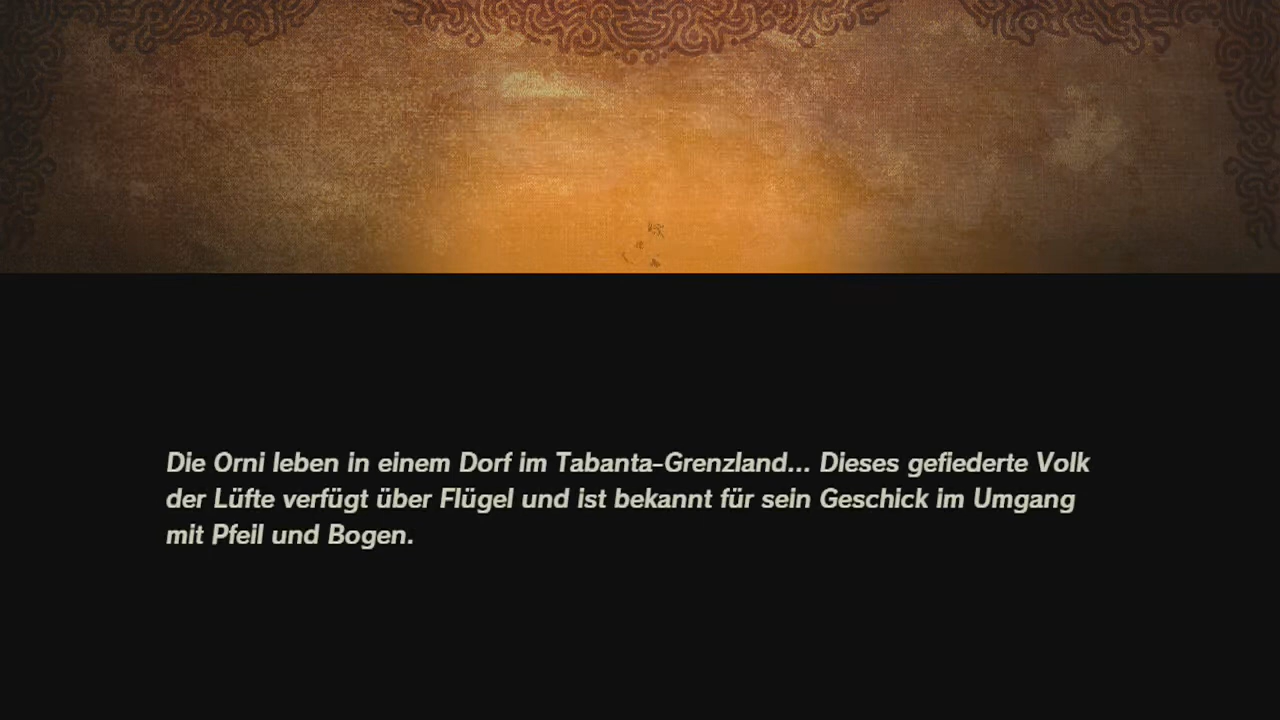 Die Orni leben in einem Dorf im Tabanta-Grenzland... Dieses gefiederte Volk
der Lüfte verfügt über Flügel und ist bekannt für sein Geschick im Umgang
mit Pfeil und Bogen.